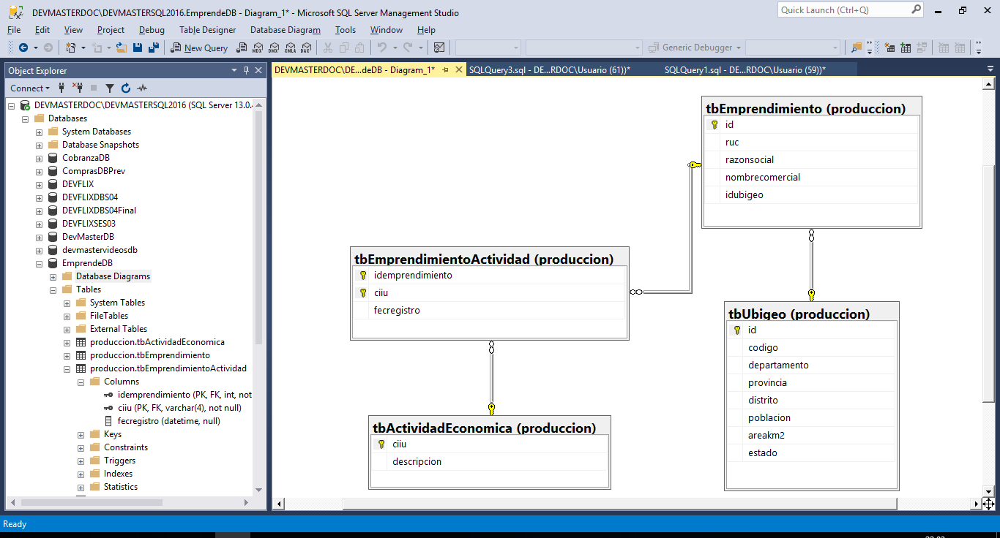 DEVMASTERDOC\DEVMASTERSQL2016.EmprendeDB - Diagram_1* - Microsoft SQL Server Management Studio
Quick Launch (Ctrl+Q)
File Edit View Project Debug Table Designer Database Diagram Tools Window Help
New Query
MDX DMX XMLA DAX
Generic Debugger
Object Explorer
DEVMASTERDOC\DE...deDB - Diagram_1*
SQLQuery3.sql - DE...RDOC\Usuario (61))*
SQLQuery1.sql - DE...RDOC\Usuario (59))*
Connect
DEVMASTERDOC\DEVMASTERSQL2016 (SQL Server 13.0.
Databases
System Databases
Database Snapshots
CobranzaDB
ComprasDBPrev
DEVFLIX
DEVFLIXDBS04
DEVFLIXDBS04Final
DEVFLIXSES03
DevMasterDB
devmastervideosdb
EmprendeDB
Database Diagrams
Tables
System Tables
FileTables
External Tables
produccion.tbActividadEconomica
produccion.tbEmprendimiento
produccion.tbEmprendimientoActividad
Columns
idemprendimiento (PK, FK, int, not
ciiu (PK, FK, varchar(4), not null)
fecregistro (datetime, null)
Keys
Constraints
Triggers
Indexes
Statistics
tbEmprendimiento (produccion)
id
ruc
razonsocial
nombrecomercial
idubigeo
tbEmprendimientoActividad (produccion)
idemprendimiento
ciiu
fecregistro
tbUbigeo (produccion)
id
codigo
departamento
provincia
distrito
poblacion
areakm2
estado
tbActividadEconomica (produccion)
ciiu
descripcion
Ready